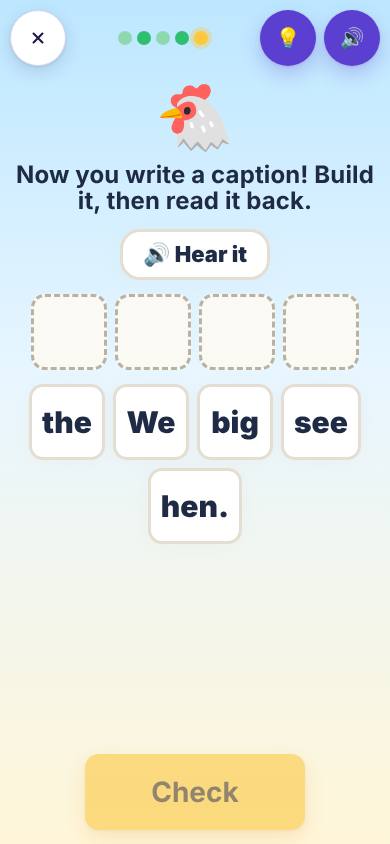 Now you write a caption! Build
it, then read it back.
Hear it
the We big see
hen.
Check